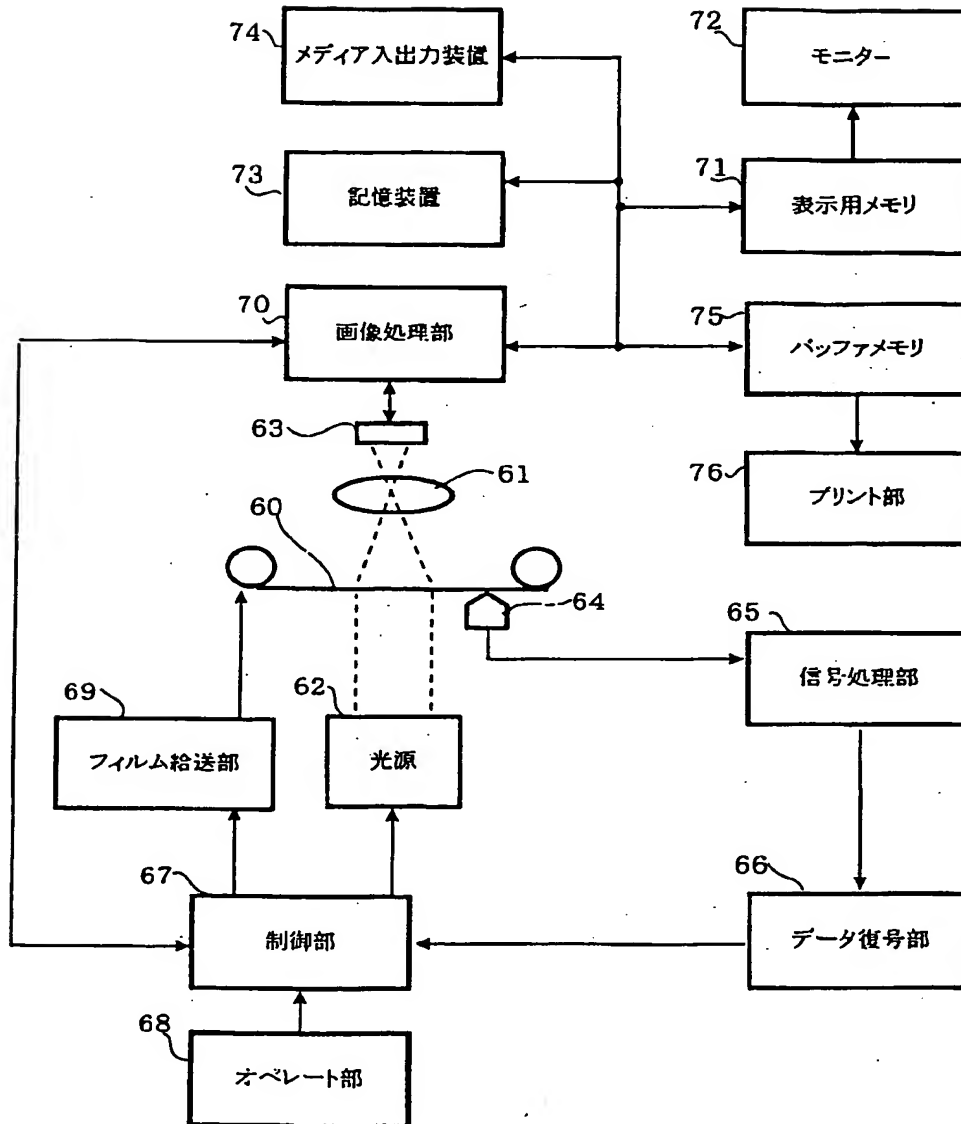 74
メディア入出力装置
72
モニター
73
記憶装置
71
表示用メモリ
70
画像処理部
75
バッファメモリ
63
61
76
プリント部
60
64
65
信号処理部
69
フィルム給送部
62
光源
67
制御部
66
データ復号部
68
オペレート部